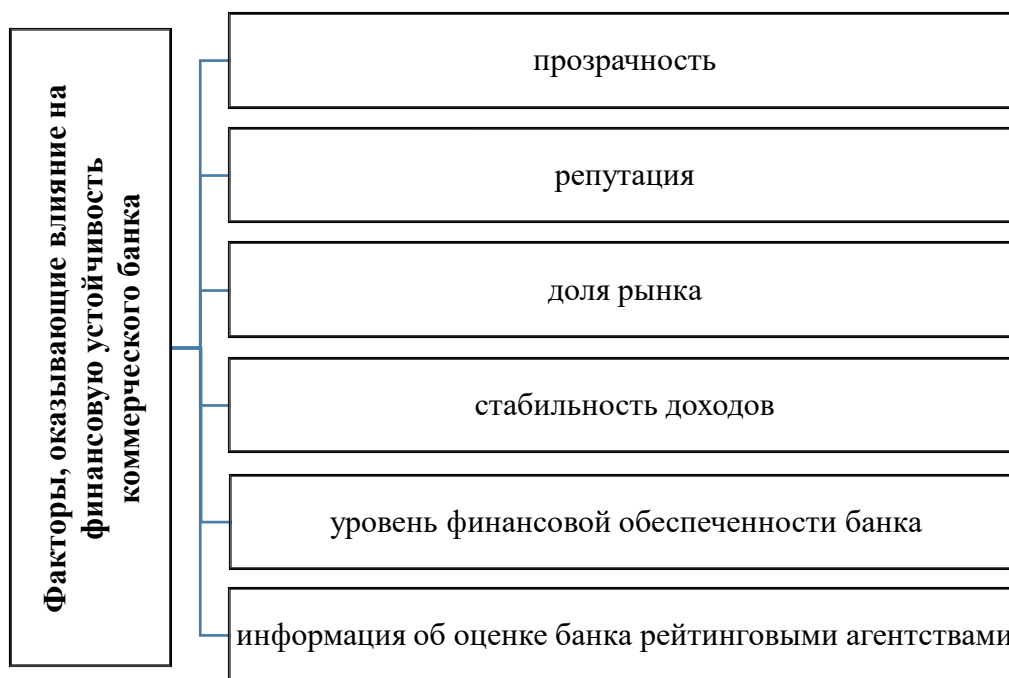 Факторы, оказывающие влияние на
финансовую устойчивость
коммерческого банка
прозрачность
репутация
доля рынка
стабильность доходов
уровень финансовой обеспеченности банка
информация об оценке банка рейтинговыми агентствами